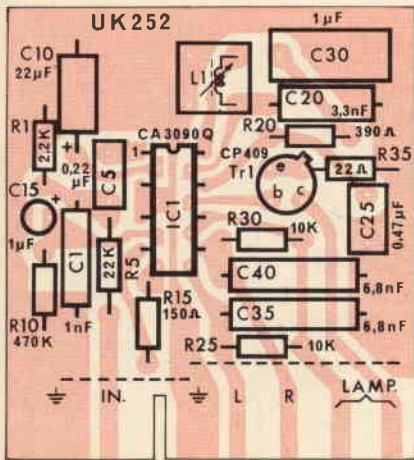 UK252
C10
22µF
1µF
C30
L1
C20
3,3nF
R1
2,2K
R20
390Ω
CA3090Q
1
CP409
Tr1
R35
22Ω
+
0,22
µF
C5
e
b
c
C15
+
1µF
IC1
C25
0.47µF
R30
10K
C1
22K
R5
C40
6,8nF
R10
470K
1nF
R15
150Ω
C35
6,8nF
R25
10K
IN.
L
R
LAMP.